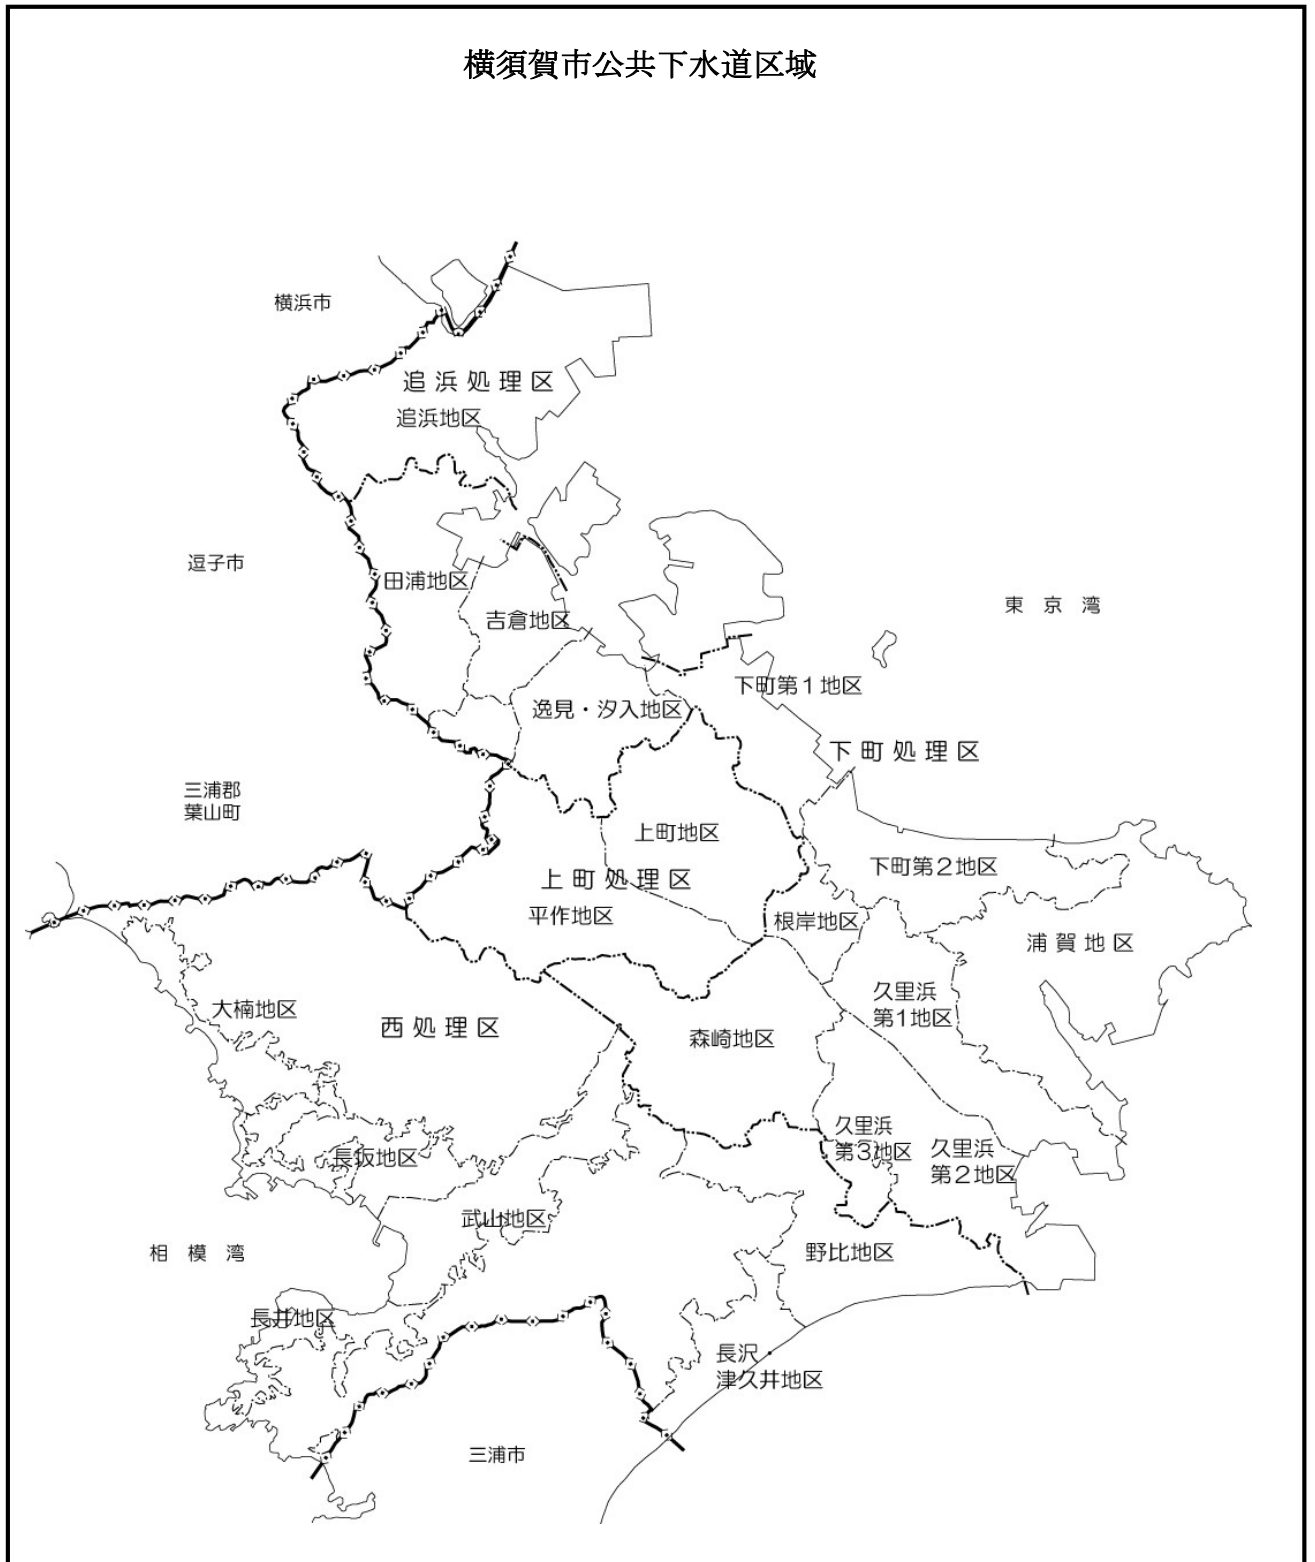 横須賀市公共下水道区域
横浜市
追浜処理区
追浜地区
逗子市
田浦地区
吉倉地区
東京湾
下町第1地区
逸見・汐入地区
下町処理区
三浦郡
葉山町
上町地区
下町第2地区
上町処理区
平作地区
根岸地区
浦賀地区
久里浜
第1地区
大楠地区
西処理区
森崎地区
久里浜
第3地区
久里浜
第2地区
長坂地区
武山地区
相模湾
野比地区
長井地区
長沢・
津久井地区
三浦市